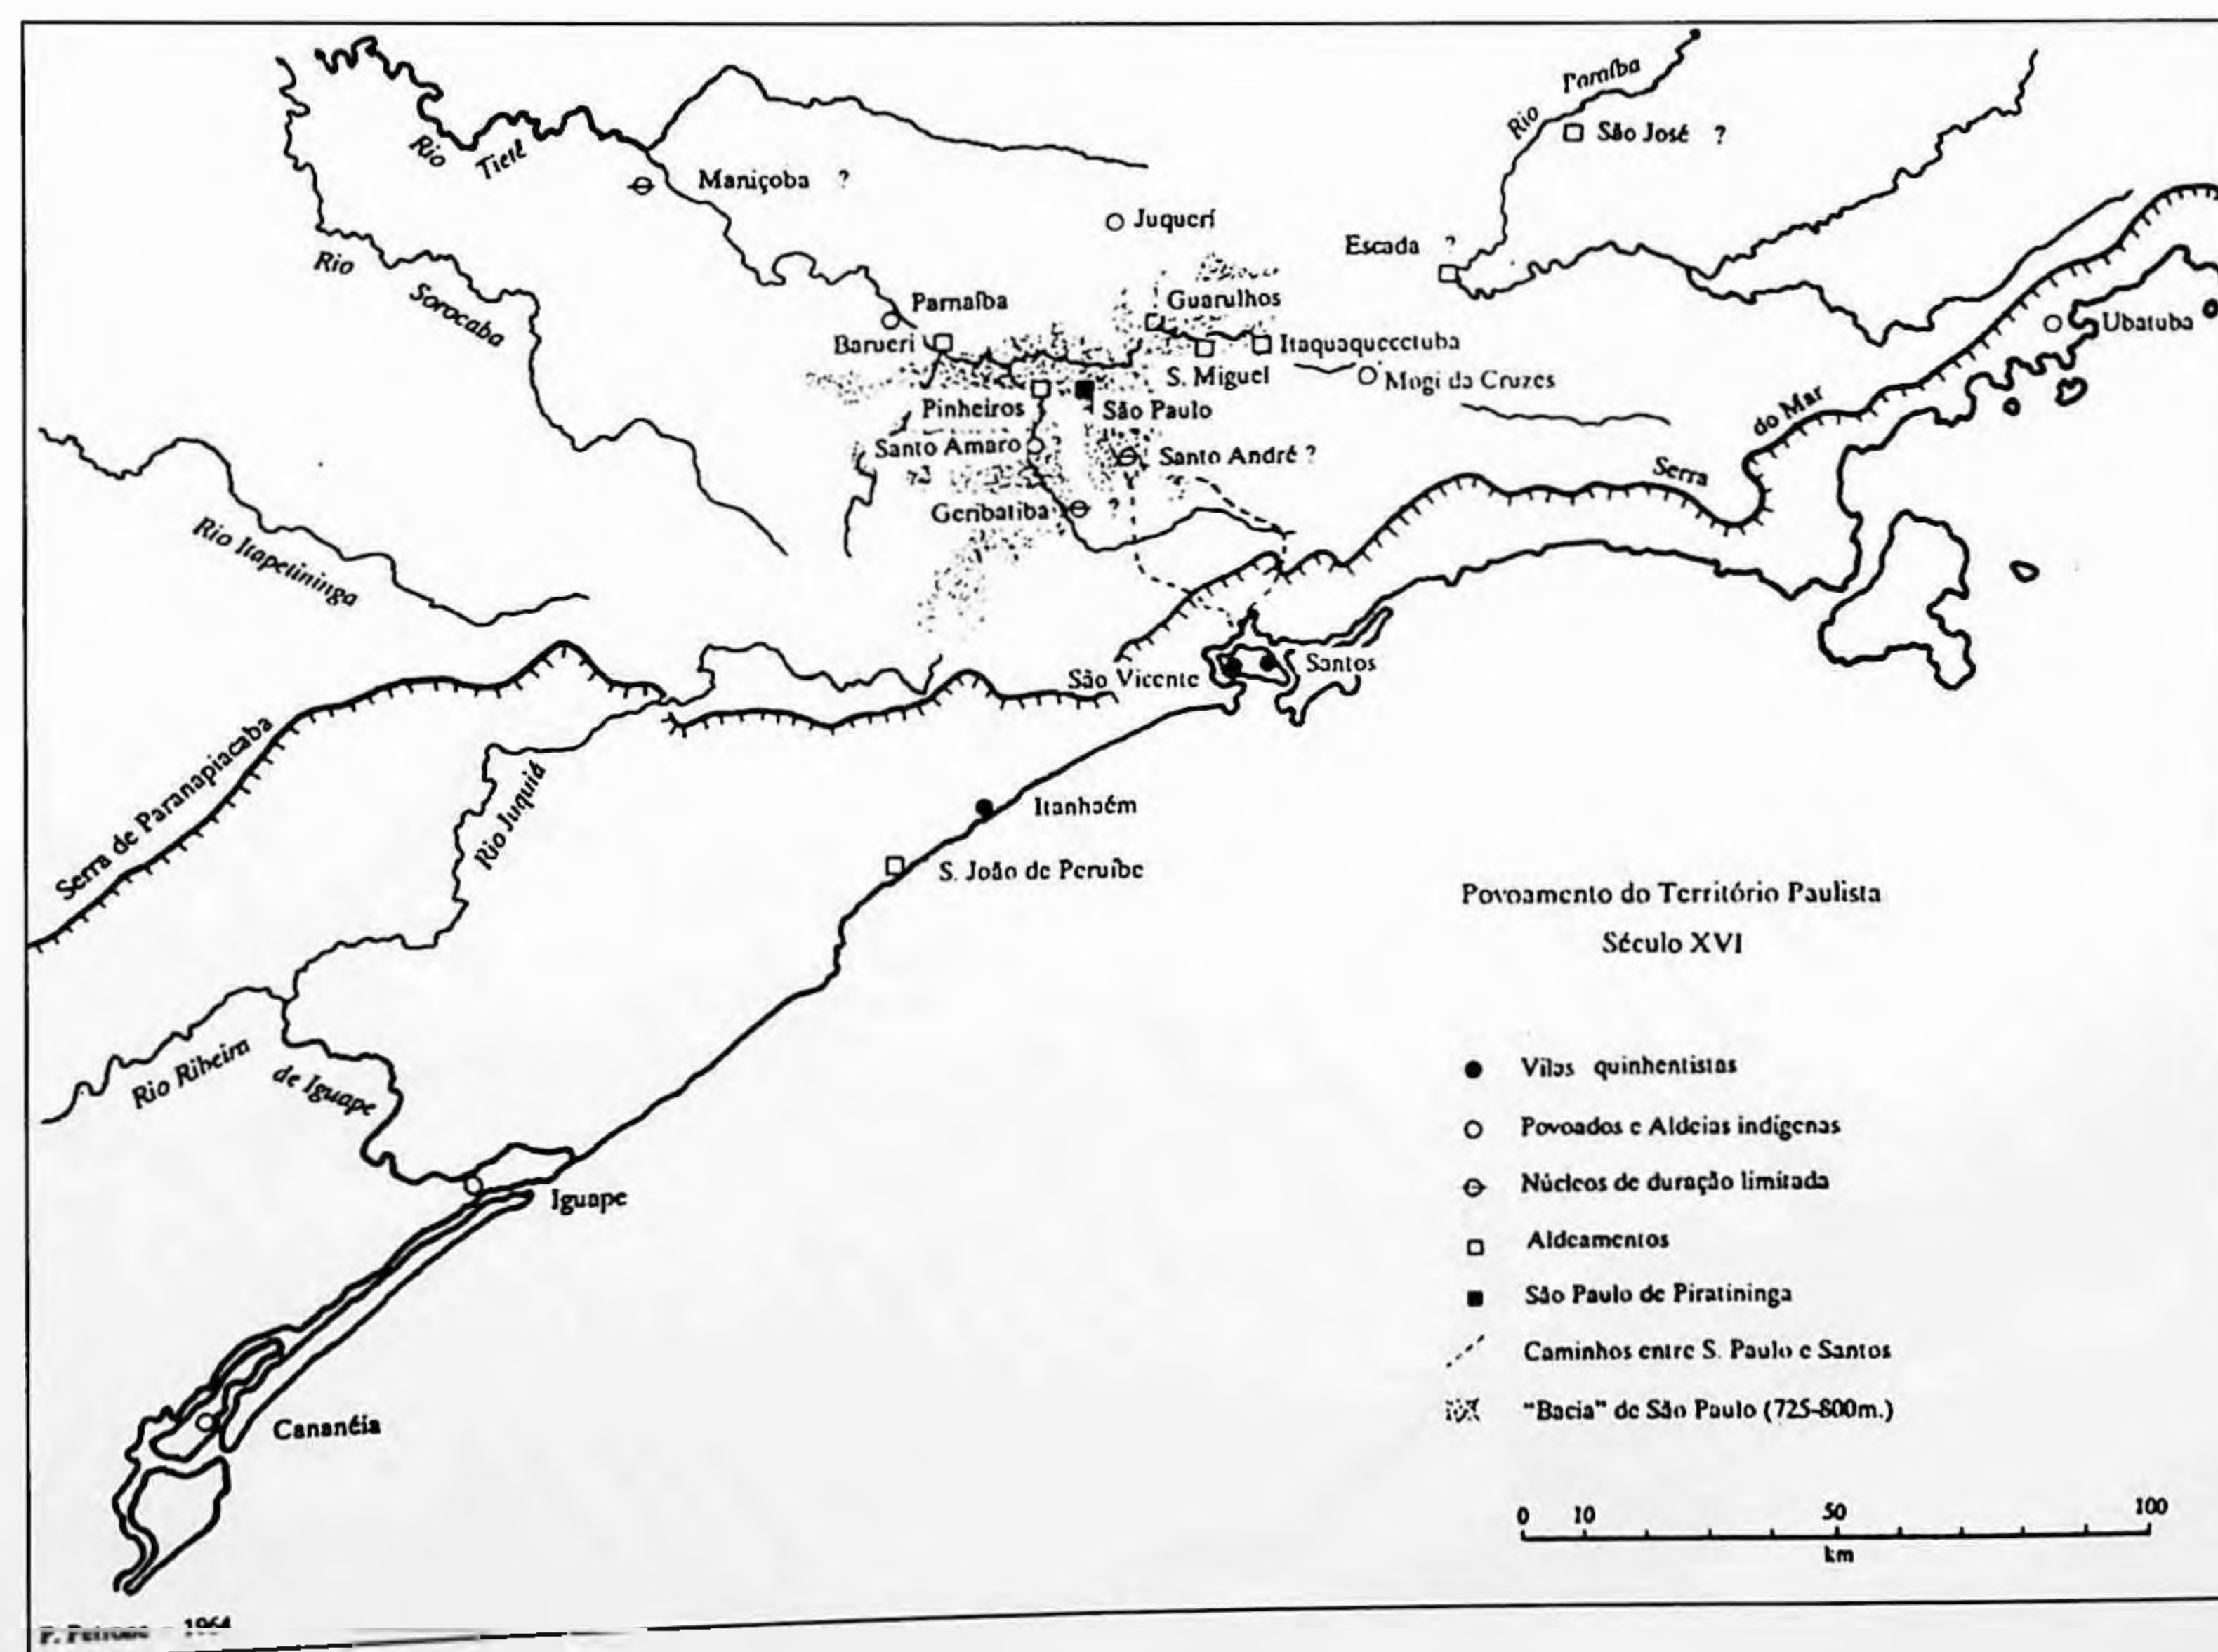 Rio Paraíba
São José ?
Rio Tietê
Maniçoba ?
Juquerí
Escada ?
Rio Sorocaba
Parnaíba
Guarulhos
Ubatuba
Barueri
Itaquaquecetuba
S. Miguel
Mogi da Cruzes
Pinheiros
São Paulo
Serra do Mar
Santo Amaro ?
Santo André ?
Geribatiba ?
Rio Itapetininga
São Vicente
Santos
Serra de Paranapiacaba
Rio Juquiá
Itanhaém
S. João de Peruíbe
Rio Ribeira de Iguape
Iguape
Cananéia
Povoamento do Território Paulista
Século XVI
Vilas quinhentistas
Povoados e Aldeias indígenas
Núcleos de duração limitada
Aldeamentos
São Paulo de Piratininga
Caminhos entre S. Paulo e Santos
"Bacia" de São Paulo (725-800m.)
0 10 50 100
km
P. Petrone - 1964